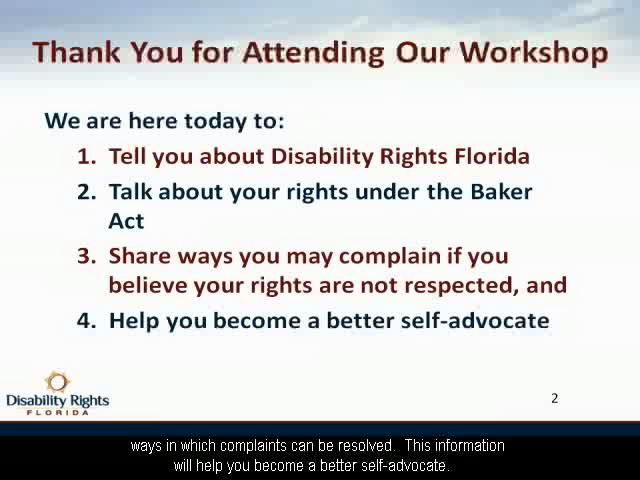 Thank You for Attending Our Workshop
We are here today to:
1. Tell you about Disability Rights Florida
2. Talk about your rights under the Baker
Act
3. Share ways you may complain if you
believe your rights are not respected, and
4. Help you become a better self-advocate
Disability Rights
FLORIDA
2
ways in which complaints can be resolved. This information
will help you become a better self-advocate.